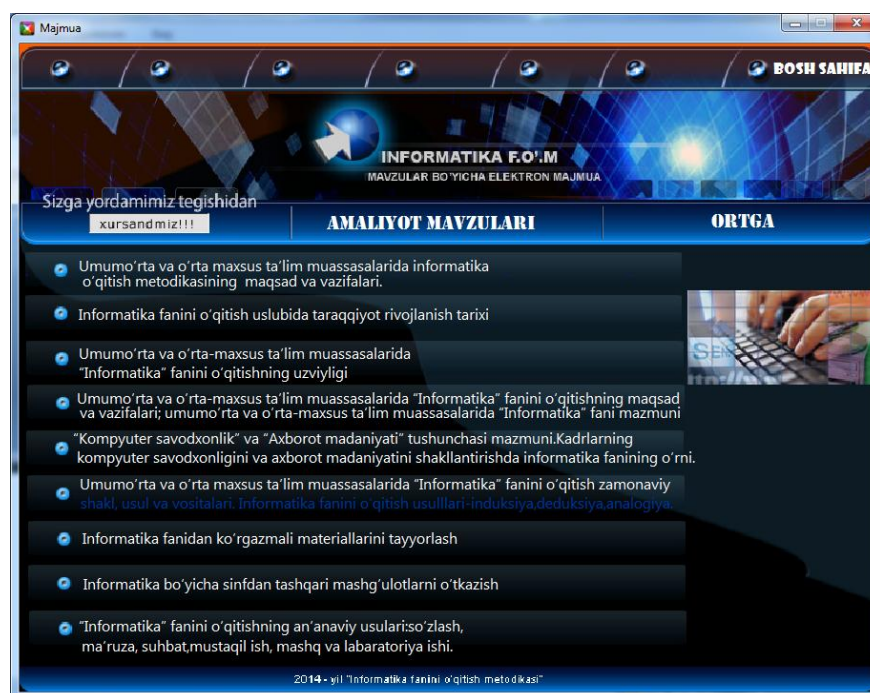 Majmua
BOSH SAHIFA
INFORMATIKA F.O'.M
MAVZULAR BO'YICHA ELEKTRON MAJMUA
Sizga yordamimiz tegishidan
xursandmiz!!!
AMALIYOT MAVZULARI
ORTGA
Umumo'rta va o'rta maxsus ta'lim muassasalarida informatika
o'qitish metodikasining maqsad va vazifalari.
Informatika fanini o'qitish uslubida taraqqiyot rivojlanish tarixi
Umumo'rta va o'rta-maxsus ta'lim muassasalarida
"Informatika" fanini o'qitishning uzviyligi
Umumo'rta va o'rta-maxsus ta'lim muassasalarida "Informatika" fanini o'qitishning maqsad
va vazifalari; umumo'rta va o'rta-maxsus ta'lim muassasalarida "Informatika" fani mazmuni
"Kompyuter savodxonlik" va "Axborot madaniyati" tushunchasi mazmuni.Kadrlarning
kompyuter savodxonligini va axborot madaniyatini shakllantirishda informatika fanining o'rni.
Umumo'rta va o'rta maxsus ta'lim muassasalarida "Informatika" fanini o'qitish zamonaviy
shakl, usul va vositalari. Informatika fanini o'qitish usulllari-induksiya,deduksiya,analogiya.
Informatika fanidan ko'rgazmali materiallarini tayyorlash
Informatika bo'yicha sinfdan tashqari mashg'ulotlarni o'tkazish
"Informatika" fanini o'qitishning an'anaviy usulari:so'zlash,
ma'ruza, suhbat,mustaqil ish, mashq va labaratoriya ishi.
2014 - yil "Informatika fanini o'qitish metodikasi"